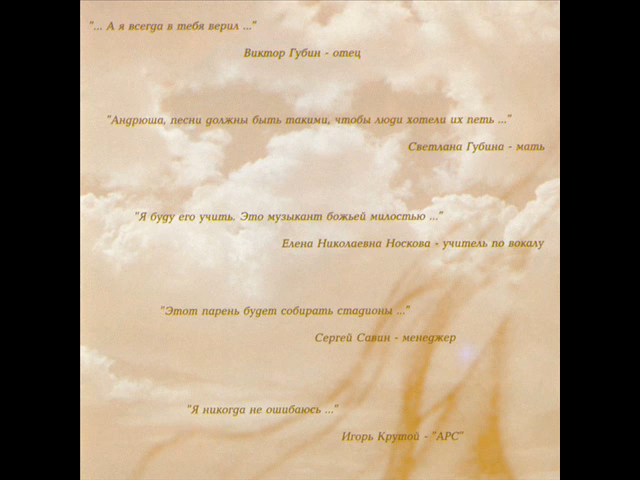 "... А я всегда в тебя верил ..."
Виктор Губин - отец
"Андрюша, песни должны быть такими, чтобы люди хотели их петь ..."
Светлана Губина - мать
"Я буду его учить. Это музыкант божьей милостью ..."
Елена Николаевна Носкова - учитель по вокалу
"Этот парень будет собирать стадионы ..."
Сергей Савин - менеджер
"Я никогда не ошибаюсь ..."
Игорь Крутой - "АРС"